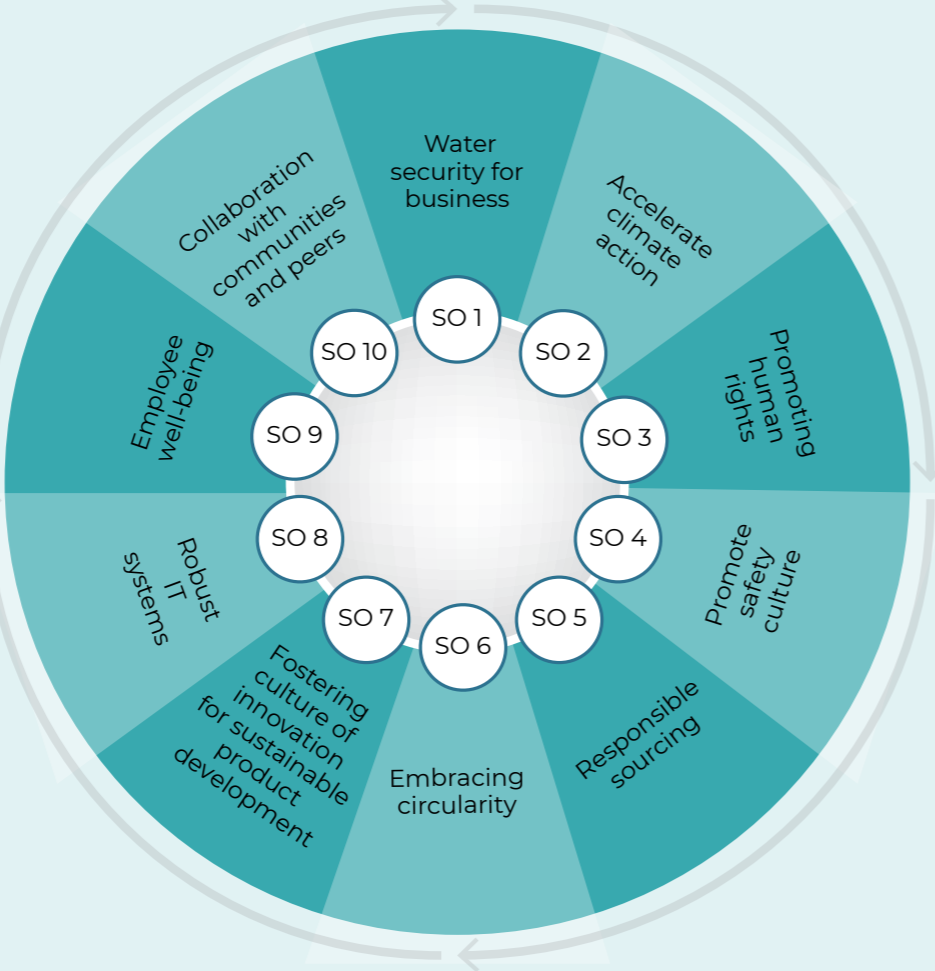 Water
security for
business
SO 1
Accelerate
climate
action
SO 2
Promoting
human
rights
SO 3
Promote
safety
culture
SO 4
Responsible
sourcing
SO 5
Embracing
circularity
SO 6
Fostering
culture of
innovation
for sustainable
product
development
SO 7
Robust
IT
systems
SO 8
Employee
well-being
SO 9
Collaboration
with
communities
and peers
SO 10